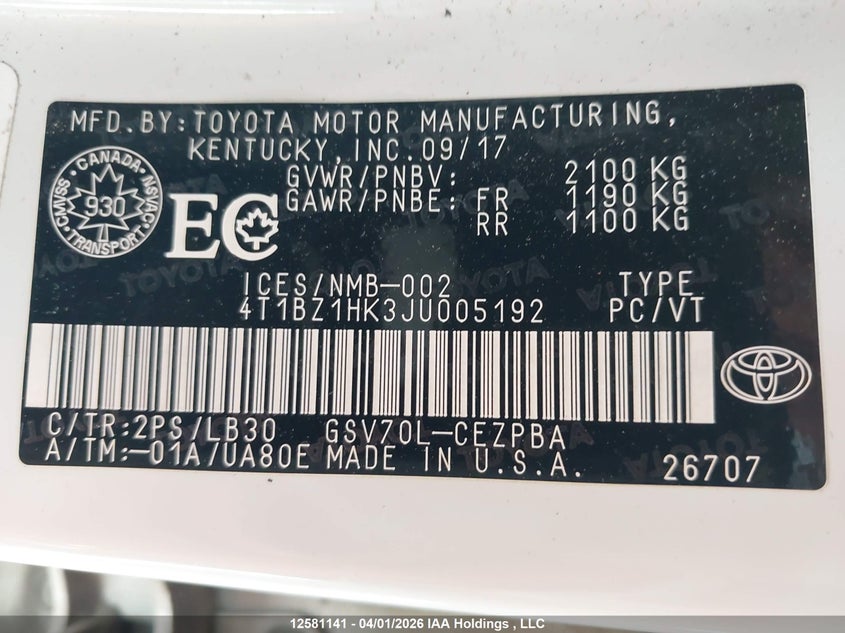 MFD.BY:TOYOTA MOTOR MANUFACTURING,
KENTUCKY,INC.09/17
GVWR/PNBV: 2100 KG
GAWR/PNBE: FR 1190 KG
RR 1100 KG
CANADA
CMVSS NSVAC
930
TRANSPORT
EC
ICES/NMB-002 TYPE
4T1BZ1HK3JU005192 PC/VT
C/TR:2PS/LB30 GSV70L-CEZPBA
A/TM:-01A/UA80E MADE IN U.S.A. 26707
12581141 - 04/01/2026 IAA Holdings , LLC